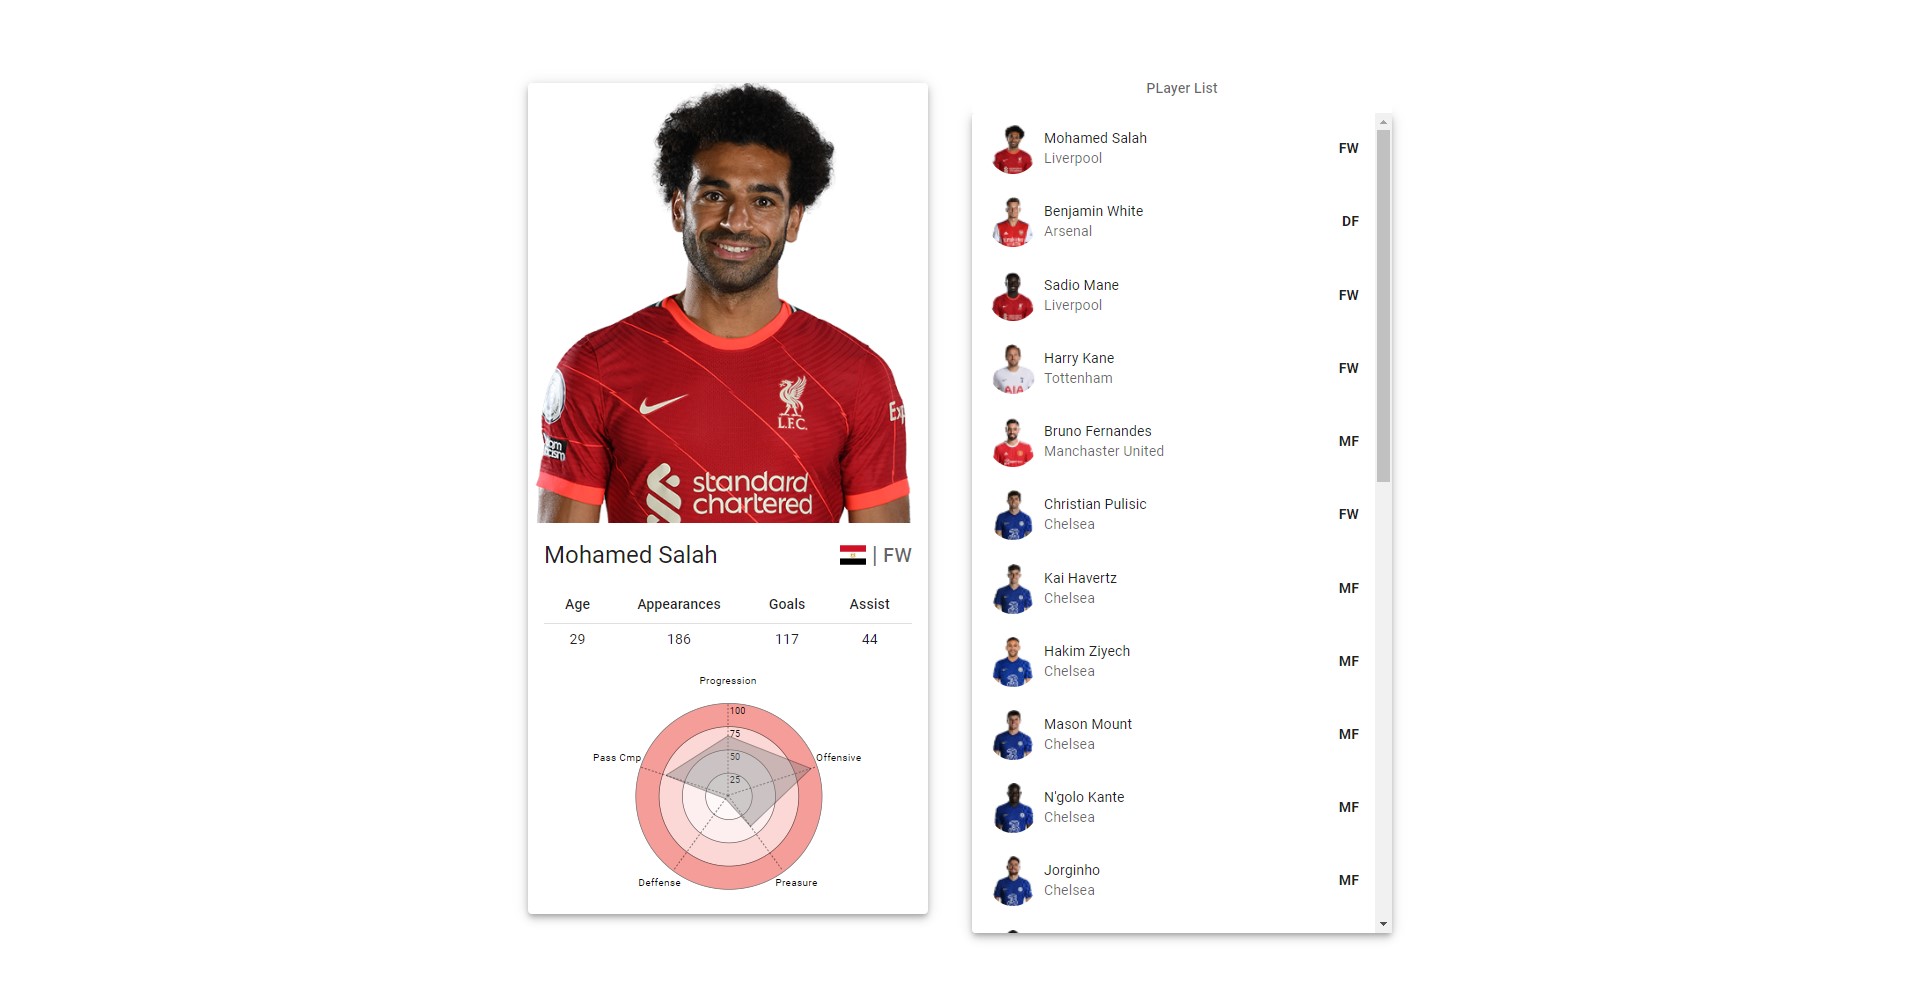 L.F.C.
Exp
standard
chartered
Mohamed Salah
| FW
Age Appearances Goals Assist
29 186 117 44
Progression
100
75
50
25
Pass Cmp
Offensive
Deffense
Preasure
PLayer List
Mohamed Salah
Liverpool
FW
Benjamin White
Arsenal
DF
Sadio Mane
Liverpool
FW
Harry Kane
Tottenham
FW
AIA
Bruno Fernandes
Manchaster United
MF
Christian Pulisic
Chelsea
FW
Kai Havertz
Chelsea
MF
Hakim Ziyech
Chelsea
MF
Mason Mount
Chelsea
MF
N'golo Kante
Chelsea
MF
Jorginho
Chelsea
MF